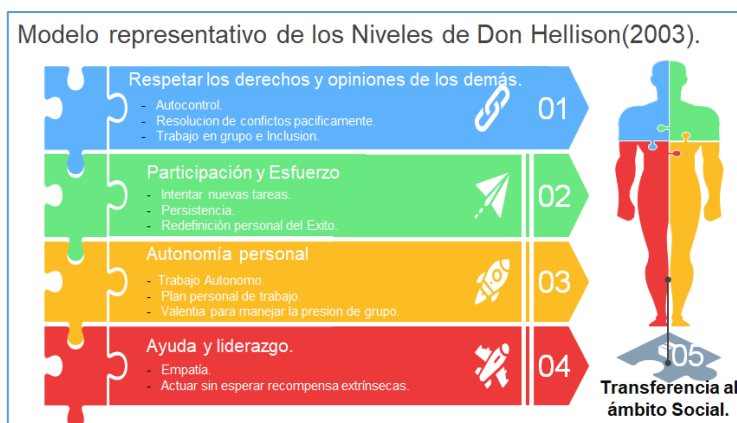 Modelo representativo de los Niveles de Don Hellison(2003).
Respetar los derechos y opiniones de los demás.
- Autocontrol.
- Resolucion de confictos pacificamente.
- Trabajo en grupo e Inclusion.
01
Participación y Esfuerzo
- Intentar nuevas tareas.
- Persistencia.
- Redefinición personal del Exito.
02
Autonomía personal
- Trabajo Autonomo.
- Plan personal de trabajo.
- Valentia para manejar la presion de grupo.
03
Ayuda y liderazgo.
- Empatía.
- Actuar sin esperar recompensa extrínsecas.
04
05
Transferencia al
ámbito Social.